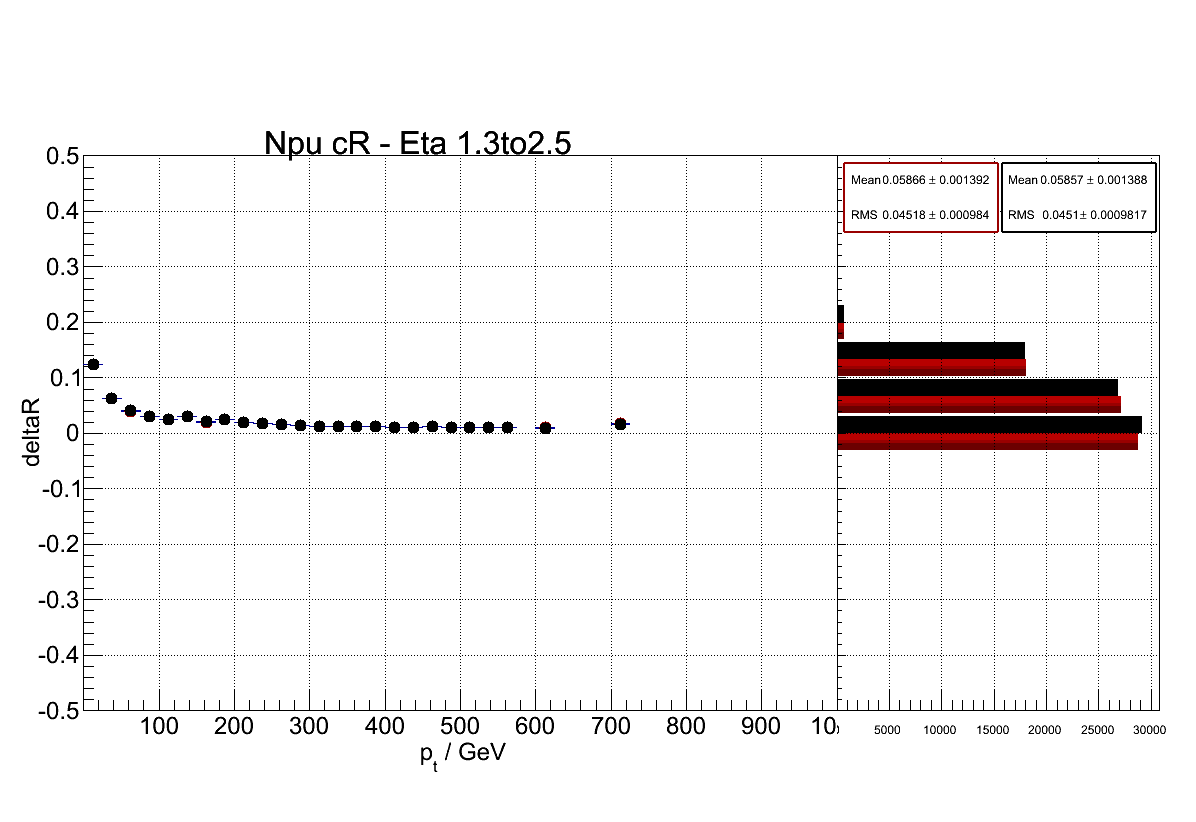 Npu cR - Eta 1.3to2.5
0.5
0.4
0.3
0.2
0.1
0
-0.1
-0.2
-0.3
-0.4
-0.5
deltaR
100 200 300 400 500 600 700 800 900 10
p_t / GeV
Mean 0.05866 ± 0.001392
RMS 0.04518 ± 0.000984
Mean 0.05857 ± 0.001388
RMS 0.0451± 0.0009817
5000 10000 15000 20000 25000 30000